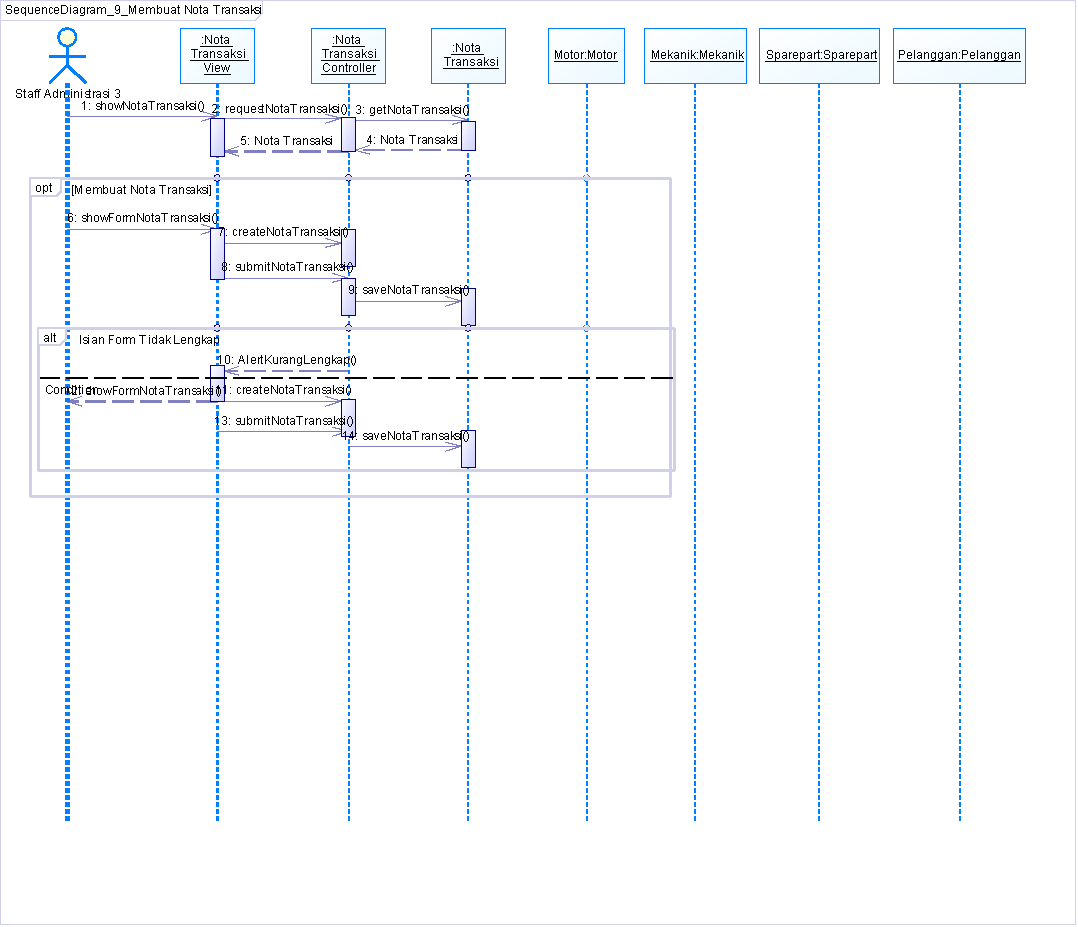 SequenceDiagram_9_Membuat Nota Transaksi
:Nota
Transaksi
View
:Nota
Transaksi
Controller
:Nota
Transaksi
Motor:Motor
Mekanik:Mekanik
Sparepart:Sparepart
Pelanggan:Pelanggan
Staff Administrasi 3
1: showNotaTransaksi()
2: requestNotaTransaksi()
3: getNotaTransaksi()
4: Nota Transaksi
5: Nota Transaksi
opt
[Membuat Nota Transaksi]
6: showFormNotaTransaksi()
7: createNotaTransaksi()
8: submitNotaTransaksi()
9: saveNotaTransaksi()
alt
Isian Form Tidak Lengkap
10: AlertKurangLengkap()
Condition
12: showFormNotaTransaksi()
11: createNotaTransaksi()
13: submitNotaTransaksi()
14: saveNotaTransaksi()